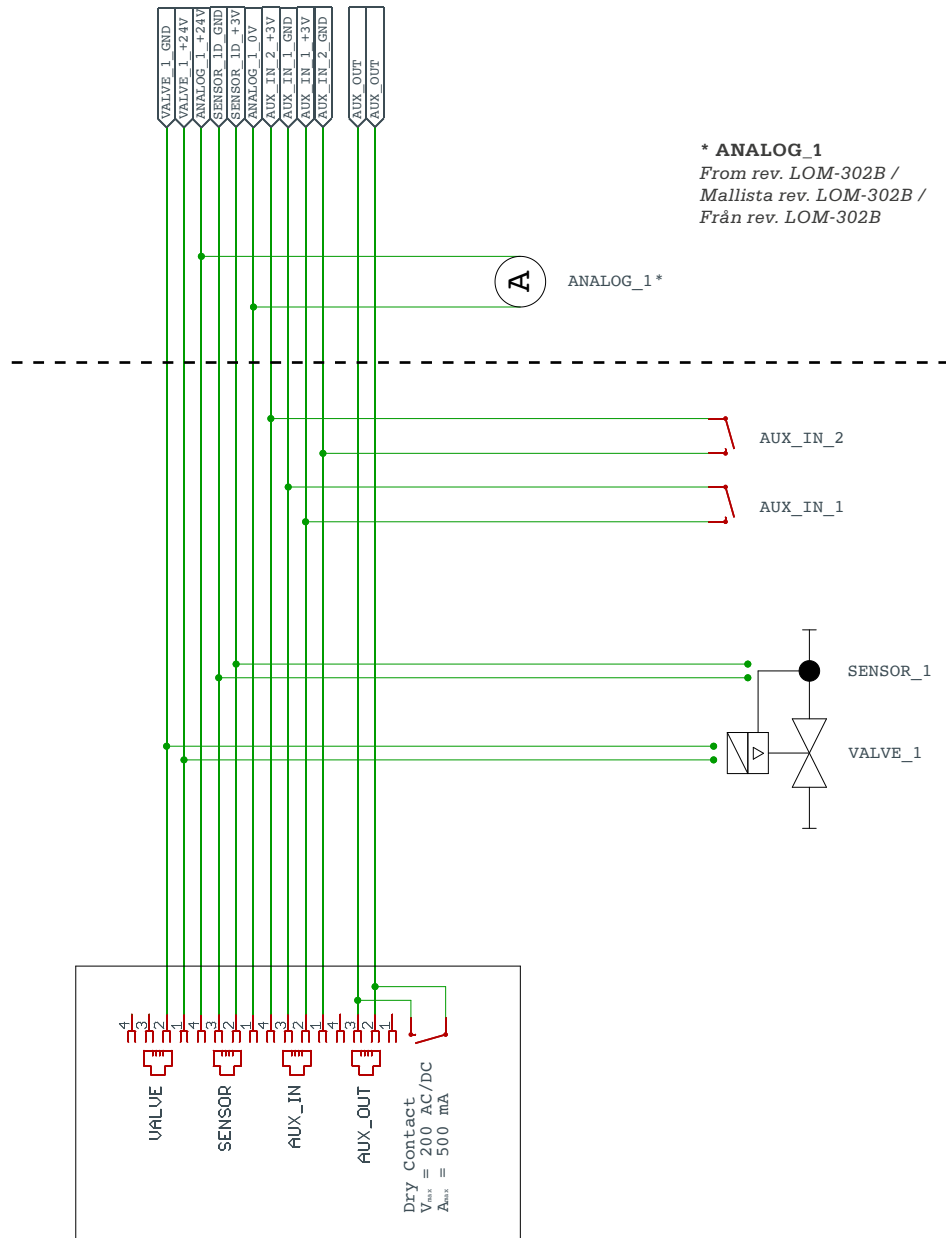 VALVE_1_GND
VALVE_1_+24V
ANALOG_1_+24V
SENSOR_1D_GND
SENSOR_1D_+3V
ANALOG_1_0V
AUX_IN_2_+3V
AUX_IN_1_GND
AUX_IN_1_+3V
AUX_IN_2_GND
AUX_OUT
AUX_OUT
* ANALOG_1
From rev. LOM-302B /
Mallista rev. LOM-302B /
Från rev. LOM-302B
A
ANALOG_1*
AUX_IN_2
AUX_IN_1
SENSOR_1
VALVE_1
4 3 2 1 4 3 2 1 4 3 2 1 4 3 2 1
VALVE
SENSOR
AUX_IN
AUX_OUT
Dry Contact
Vmax = 200 AC/DC
Amax = 500 mA